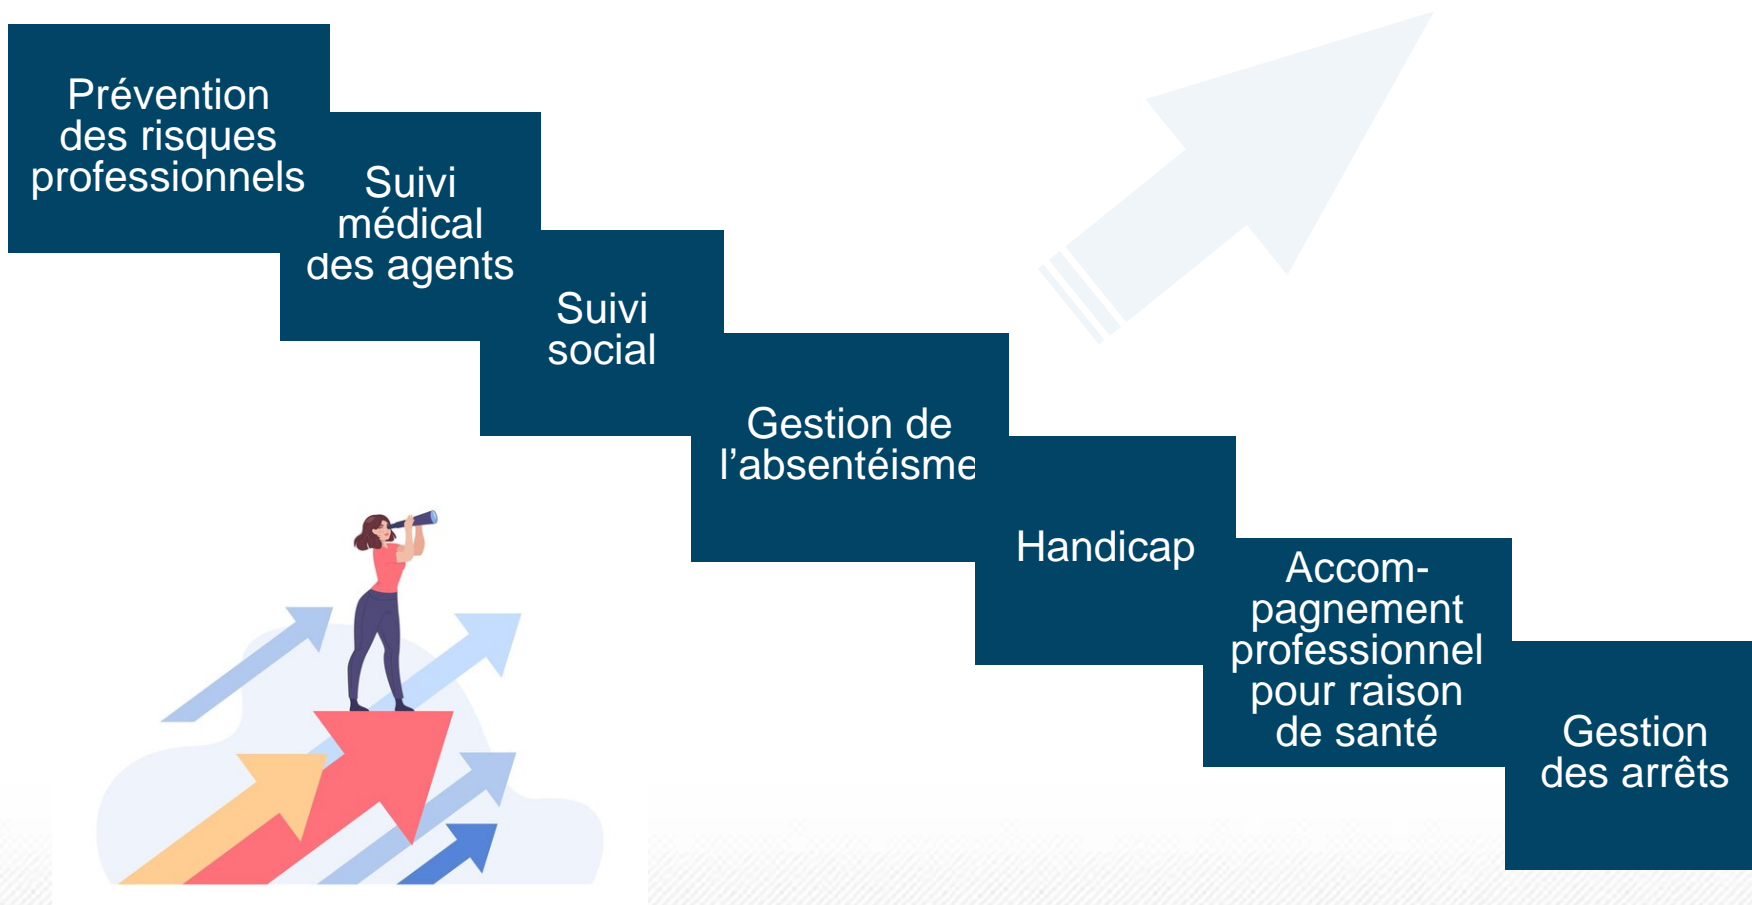 Prévention
des risques
professionnels
Suivi
médical
des agents
Suivi
social
Gestion de
l’absentéisme
Handicap
Accom-
pagnement
professionnel
pour raison
de santé
Gestion
des arrêts